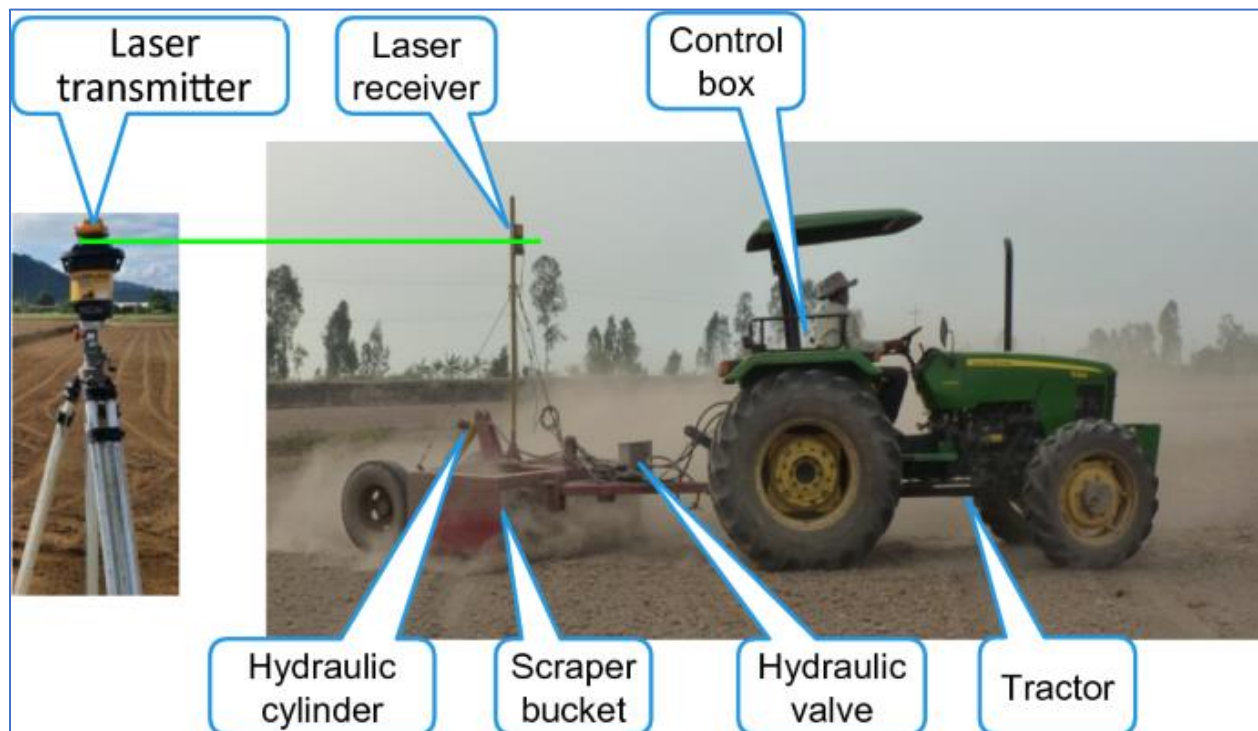 Laser
transmitter
Laser
receiver
Control
box
Hydraulic
cylinder
Scraper
bucket
Hydraulic
valve
Tractor